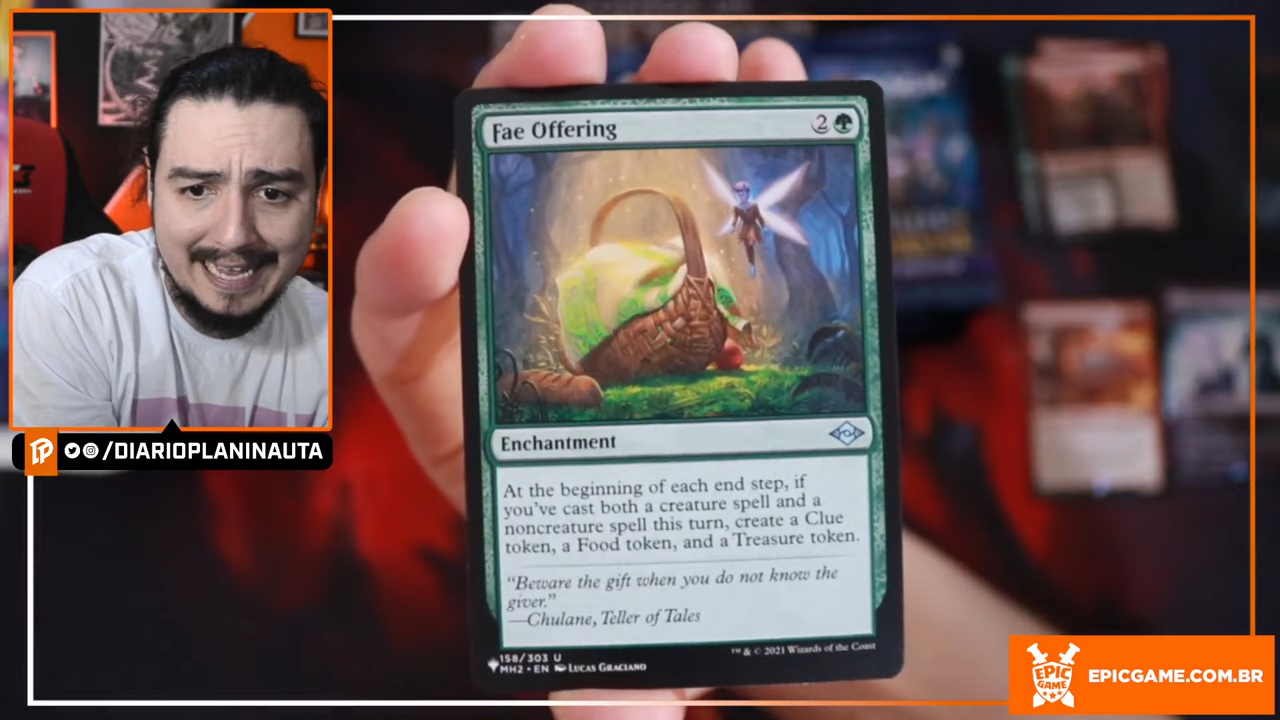 Fae Offering 2
Enchantment
At the beginning of each end step, if
you've cast both a creature spell and a
noncreature spell this turn, create a Clue
token, a Food token, and a Treasure token.
"Beware the gift when you do not know the
giver."
—Chulane, Teller of Tales
158/303 U
MH2 • EN Lucas Graciano
™ & © 2021 Wizards of the Coast
/DIARIOPLANINAUTA
EPIC
GAME
EPICGAME.COM.BR